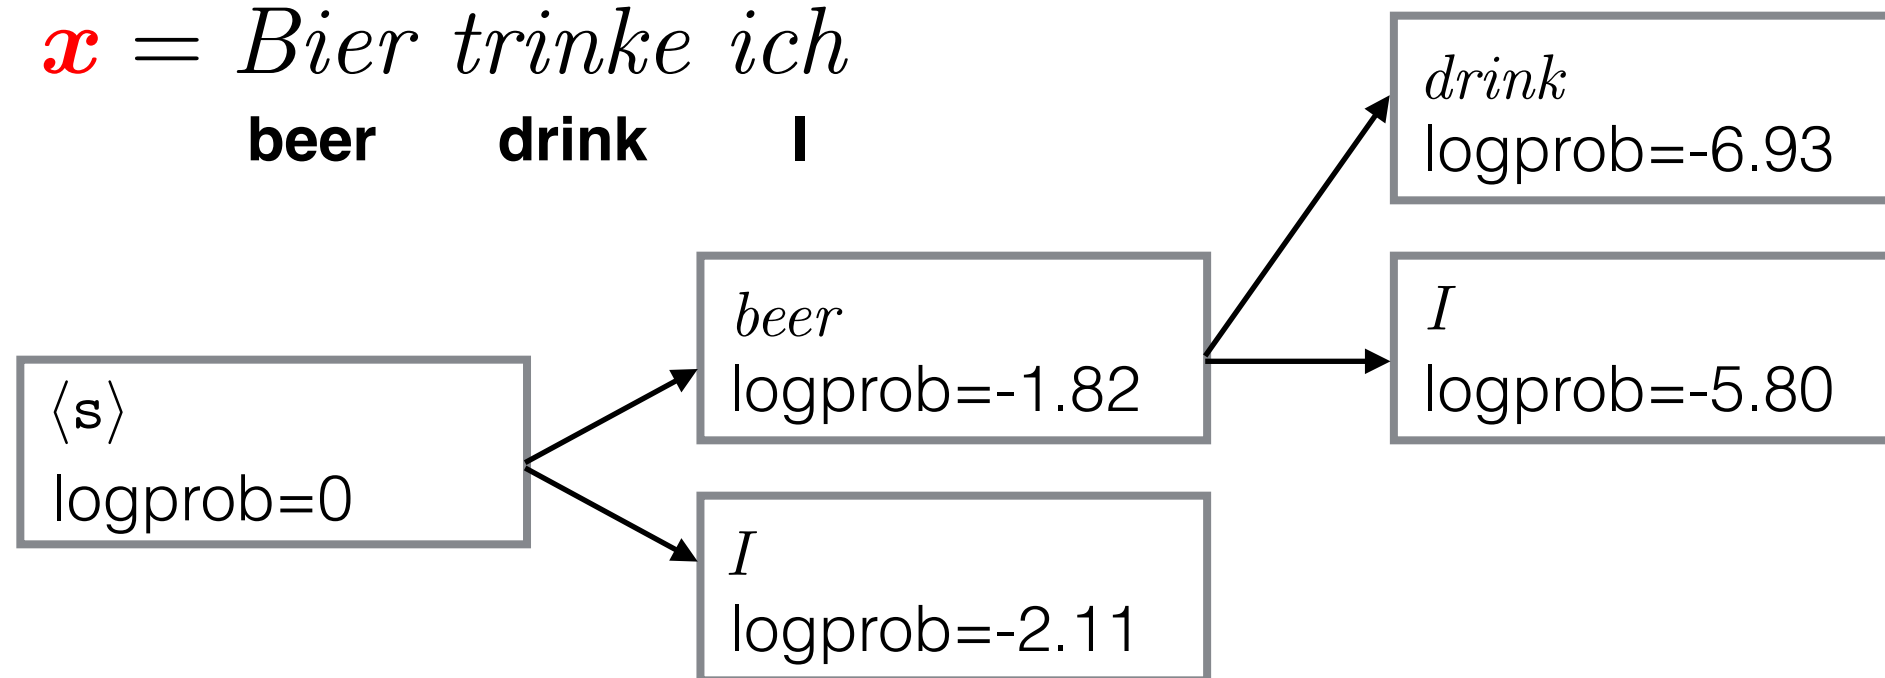 x = Bier trinke ich
beer drink I
⟨s⟩
logprob=0
beer
logprob=-1.82
I
logprob=-2.11
drink
logprob=-6.93
I
logprob=-5.80